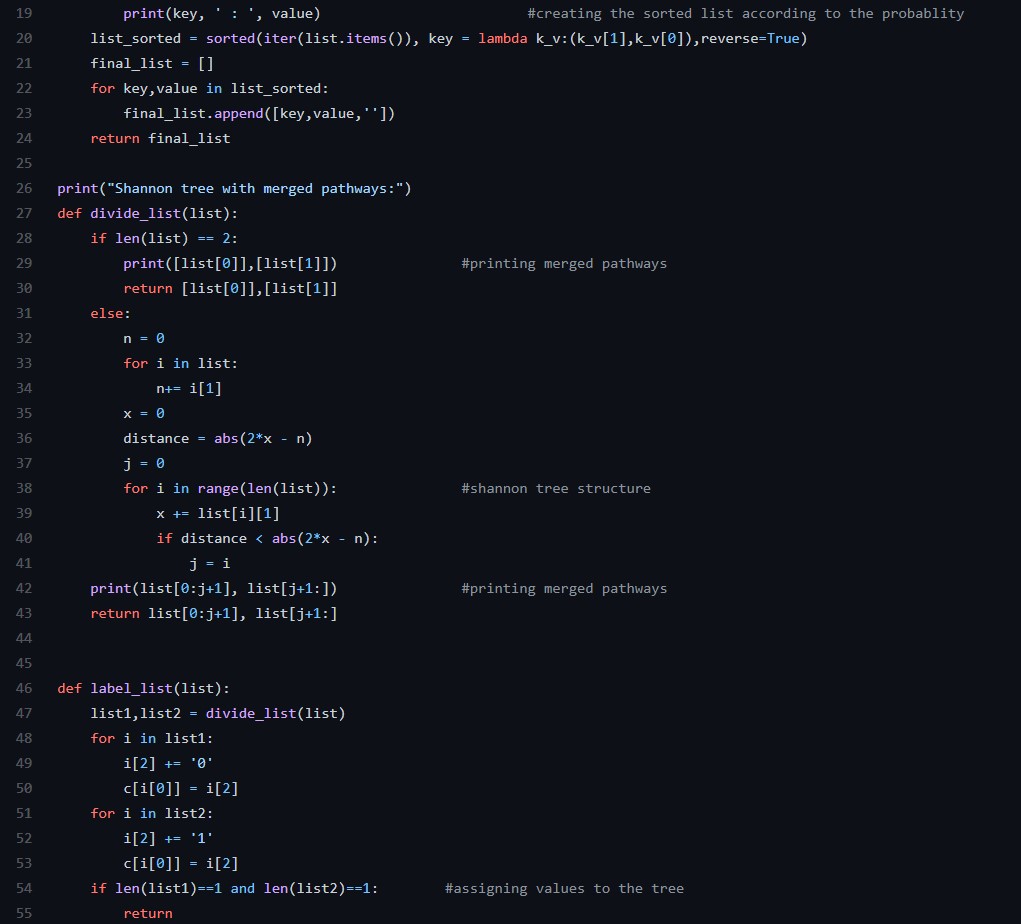 19 print(key, ' : ', value) #creating the sorted list according to the probablity
20 list_sorted = sorted(iter(list.items()), key = lambda k_v:(k_v[1],k_v[0]),reverse=True)
21 final_list = []
22 for key,value in list_sorted:
23 final_list.append([key,value,''])
24 return final_list
25
26 print("Shannon tree with merged pathways:")
27 def divide_list(list):
28 if len(list) == 2:
29 print([list[0]],[list[1]]) #printing merged pathways
30 return [list[0]],[list[1]]
31 else:
32 n = 0
33 for i in list:
34 n+= i[1]
35 x = 0
36 distance = abs(2*x - n)
37 j = 0
38 for i in range(len(list)): #shannon tree structure
39 x += list[i][1]
40 if distance < abs(2*x - n):
41 j = i
42 print(list[0:j+1], list[j+1:]) #printing merged pathways
43 return list[0:j+1], list[j+1:]
44
45
46 def label_list(list):
47 list1,list2 = divide_list(list)
48 for i in list1:
49 i[2] += '0'
50 c[i[0]] = i[2]
51 for i in list2:
52 i[2] += '1'
53 c[i[0]] = i[2]
54 if len(list1)==1 and len(list2)==1: #assigning values to the tree
55 return